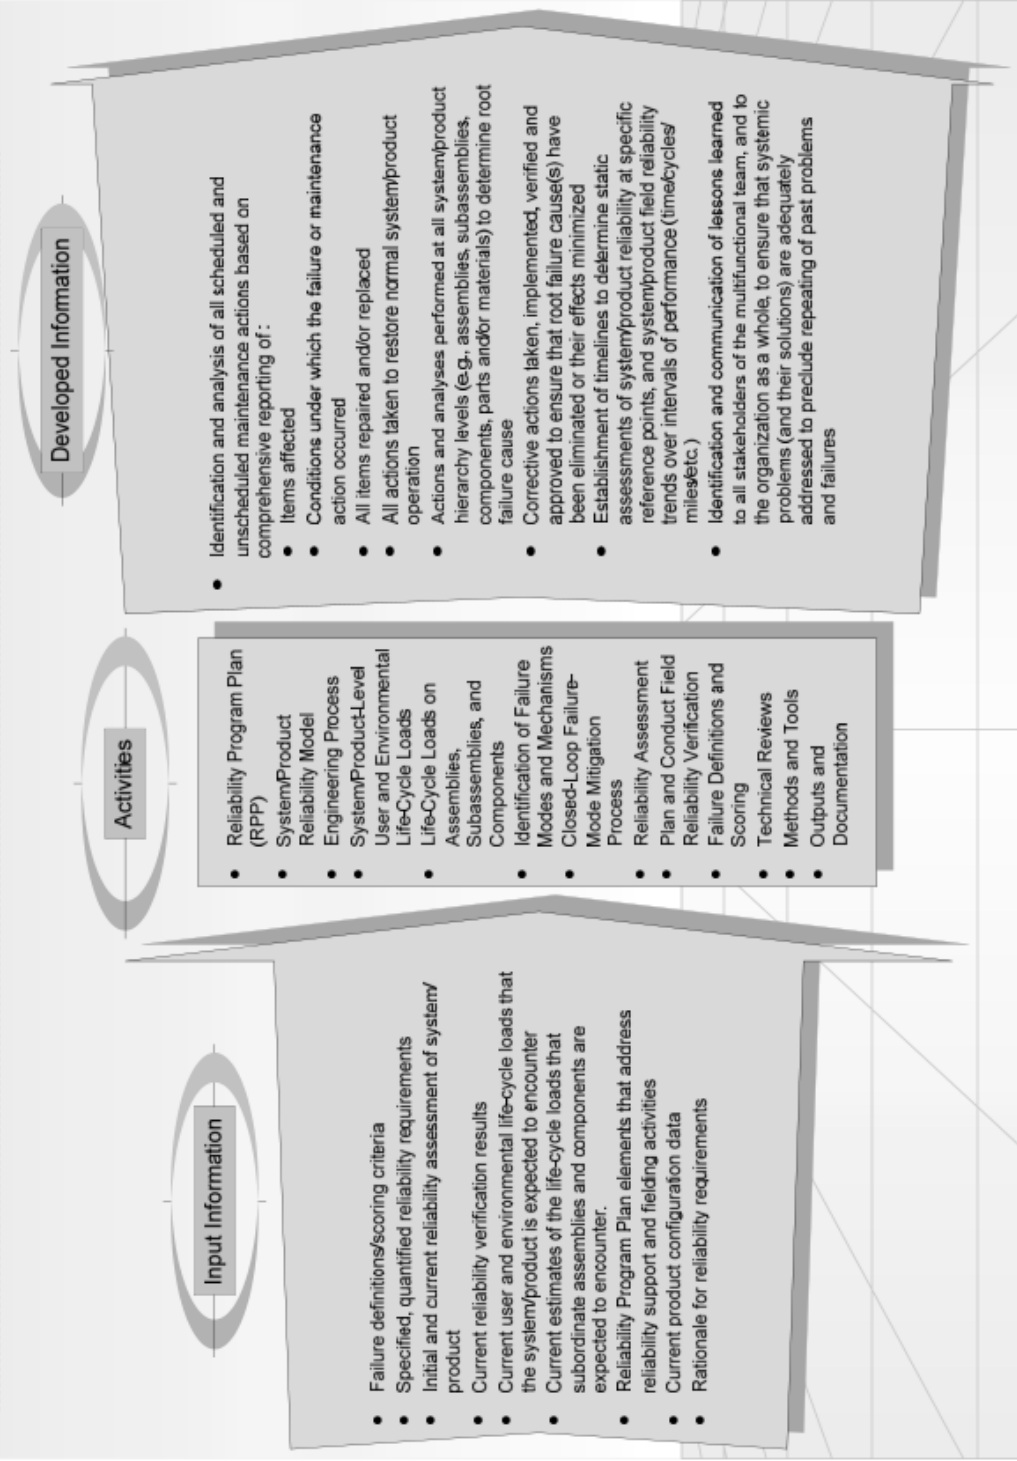 Input Information
Failure definitions/scoring criteria
Specified, quantified reliability requirements
Initial and current reliability assessment of system/
product
Current reliability verification results
Current user and environmental life-cycle loads that
the system/product is expected to encounter
Current estimates of the life-cycle loads that
subordinate assemblies and components are
expected to encounter.
Reliability Program Plan elements that address
reliability support and fielding activities
Current product configuration data
Rationale for reliability requirements
Activities
Reliability Program Plan
(RPP)
System/Product
Reliability Model
Engineering Process
System/Product-Level
User and Environmental
Life-Cycle Loads
Life-Cycle Loads on
Assemblies,
Subassemblies, and
Components
Identification of Failure
Modes and Mechanisms
Closed-Loop Failure-
Mode Mitigation
Process
Reliability Assessment
Plan and Conduct Field
Reliability Verification
Failure Definitions and
Scoring
Technical Reviews
Methods and Tools
Outputs and
Documentation
Developed Information
Identification and analysis of all scheduled and
unscheduled maintenance actions based on
comprehensive reporting of :
Items affected
Conditions under which the failure or maintenance
action occurred
All items repaired and/or replaced
All actions taken to restore normal system/product
operation
Actions and analyses performed at all system/product
hierarchy levels (e.g., assemblies, subassemblies,
components, parts and/or materials) to determine root
failure cause
Corrective actions taken, implemented, verified and
approved to ensure that root failure cause(s) have
been eliminated or their effects minimized
Establishment of timelines to determine static
assessments of system/product reliability at specific
reference points, and system/product field reliability
trends over intervals of performance (time/cycles/
miles/etc.)
Identification and communication of lessons learned
to all stakeholders of the multifunctional team, and to
the organization as a whole, to ensure that systemic
problems (and their solutions) are adequately
addressed to preclude repeating of past problems
and failures